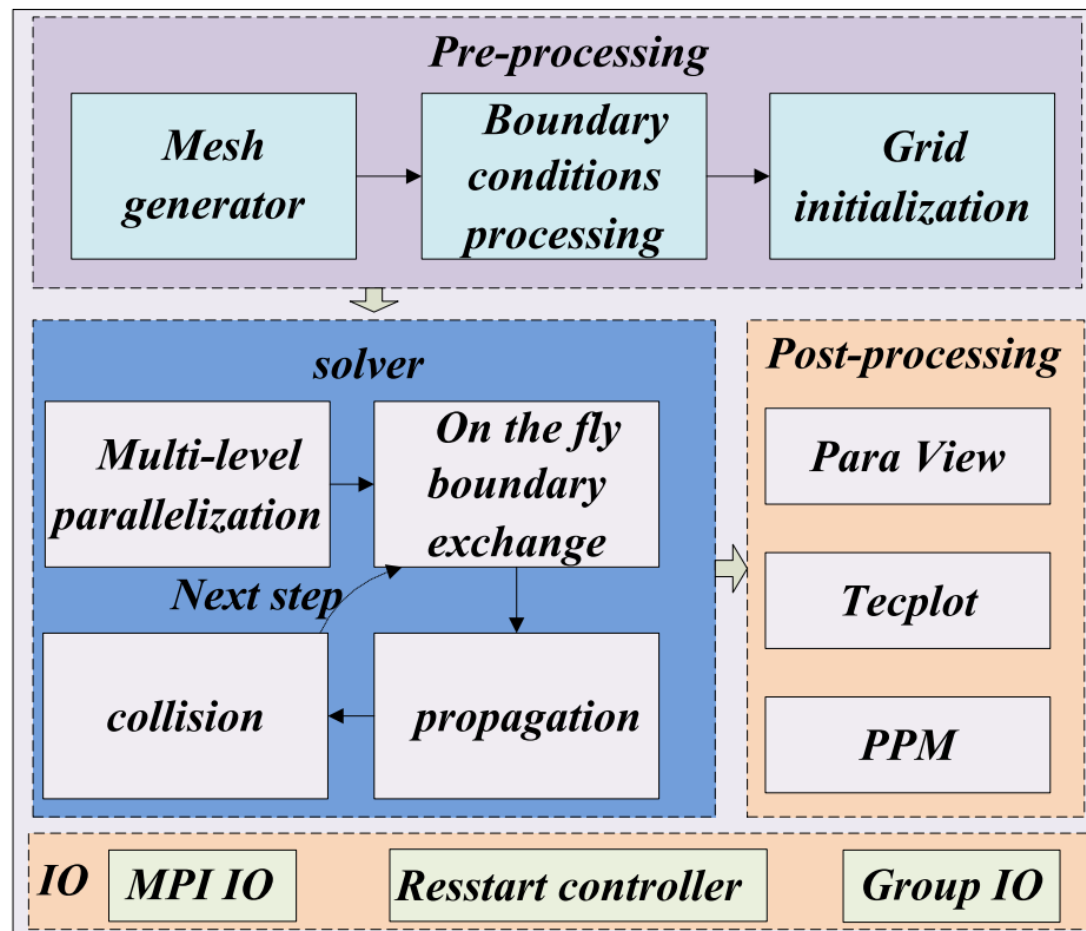 Pre-processing
Mesh
generator
Boundary
conditions
processing
Grid
initialization
solver
Multi-level
parallelization
On the fly
boundary
exchange
Next step
collision
propagation
Post-processing
Para View
Tecplot
PPM
IO
MPI IO
Resstart controller
Group IO